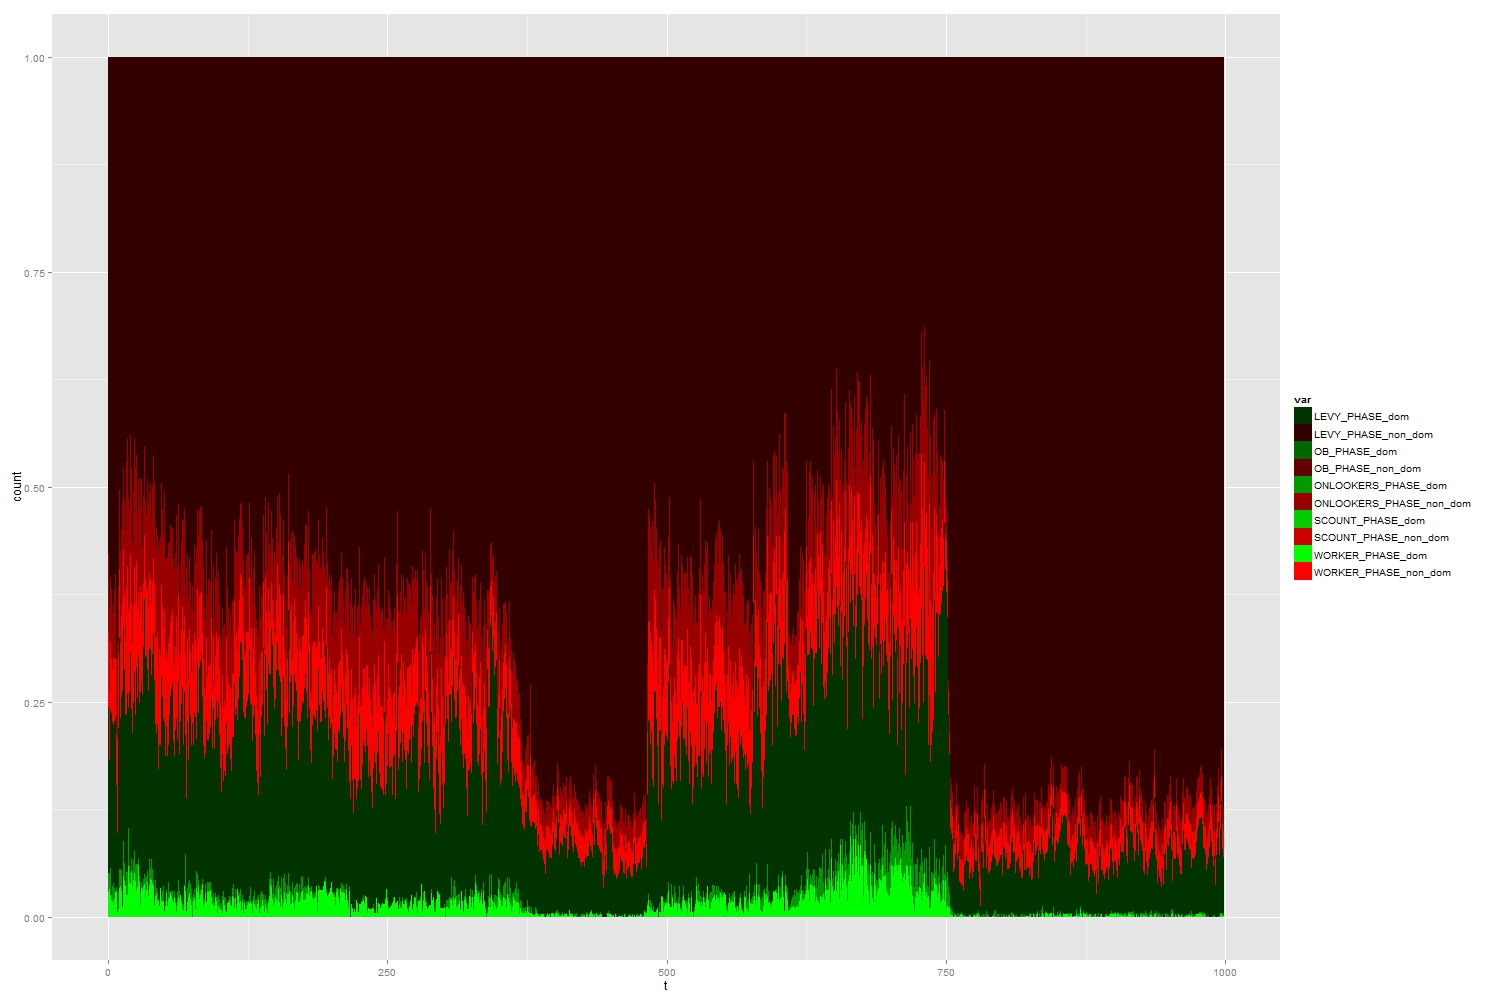 1.00
0.75
0.50
0.25
0.00
count
0
250
500
750
1000
t
var
LEVY_PHASE_dom
LEVY_PHASE_non_dom
OB_PHASE_dom
OB_PHASE_non_dom
ONLOOKERS_PHASE_dom
ONLOOKERS_PHASE_non_dom
SCOUNT_PHASE_dom
SCOUNT_PHASE_non_dom
WORKER_PHASE_dom
WORKER_PHASE_non_dom